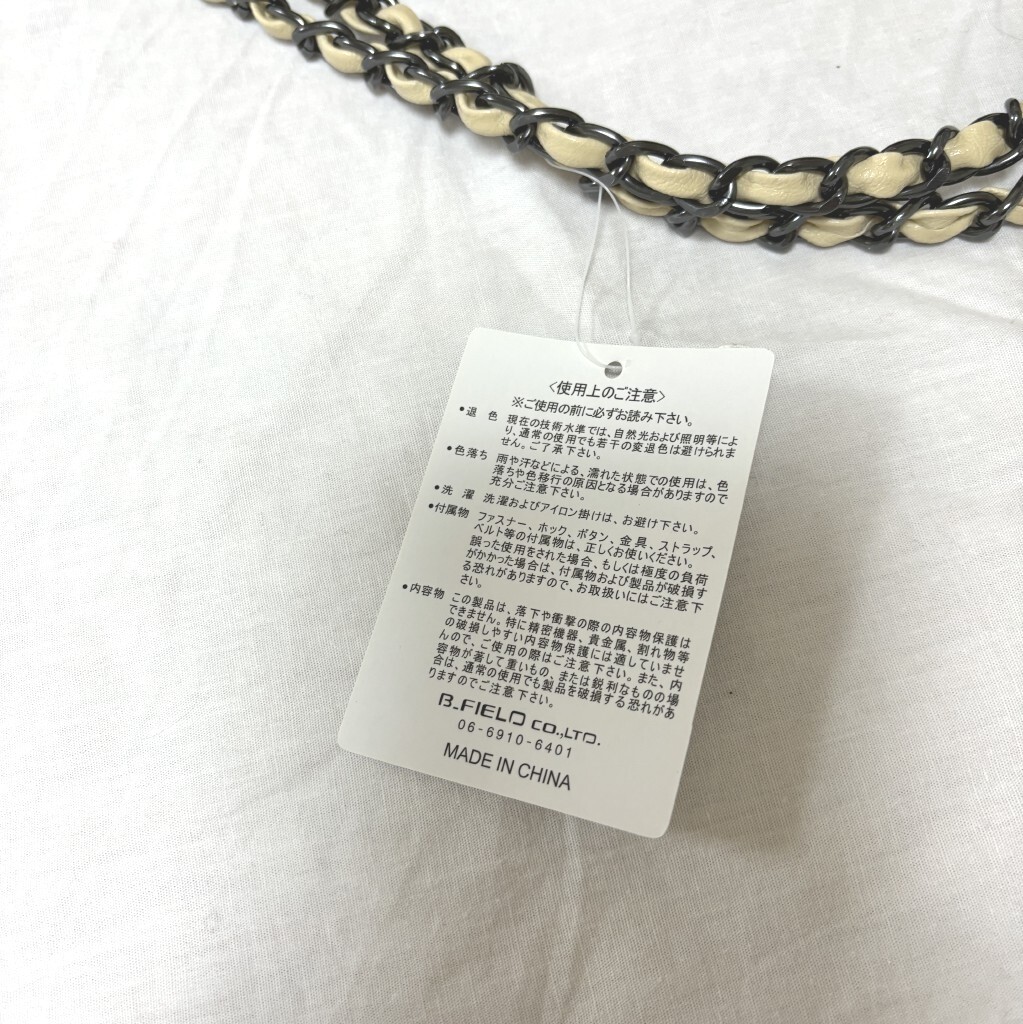 〈使用上のご注意〉
※ご使用の前に必ずお読み下さい。
●退 色 現在の技術水準では、自然光および照明等によ
り、通常の使用でも若干の変退色は避けられま
せん。ご了承下さい。
●色落ち 雨や汗などによる、濡れた状態での使用は、色
落ちや色移行の原因となる場合がありますので
充分ご注意下さい。
●洗 濯 洗濯およびアイロン掛けは、お避け下さい。
●付属物 ファスナー、ホック、ボタン、金具、ストラップ、
ベルト等の付属物は、正しくお使いください。
誤った使用をされた場合、もしくは極度の負荷
がかかった場合は、付属物および製品が破損す
る恐れがありますので、お取扱いにはご注意下
さい。
●内容物 この製品は、落下や衝撃の際の内容物保護は
できません。特に精密機器、貴金属、割れ物等
の破損しやすい内容物保護には適していませ
んので、ご使用の際はご注意下さい。また、内
容物が著して重いもの、または鋭利なものの場
合は、通常の使用でも製品を破損する恐れがあ
りますのでご注意下さい。
B-FIELD CO.,LTD.
06-6910-6401
MADE IN CHINA